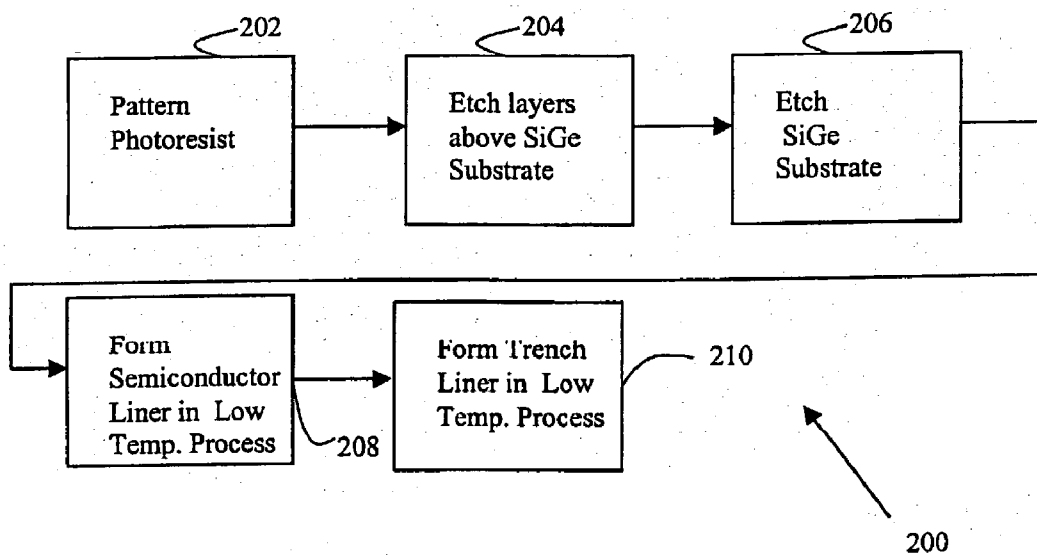 202
204
206
Pattern
Photoresist
Etch layers
above SiGe
Substrate
Etch
SiGe
Substrate
Form
Semiconductor
Liner in Low
Temp. Process
208
Form Trench
Liner in Low
Temp. Process
210
200